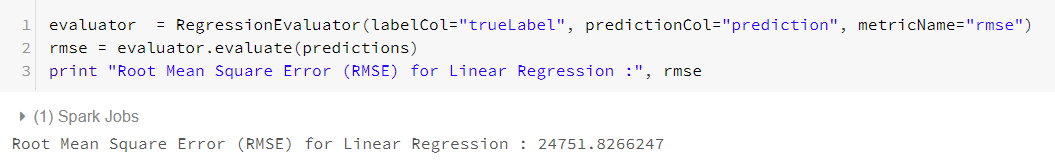 1 evaluator  = RegressionEvaluator(labelCol="trueLabel", predictionCol="prediction", metricName="rmse")
2 rmse = evaluator.evaluate(predictions)
3 print "Root Mean Square Error (RMSE) for Linear Regression :", rmse
(1) Spark Jobs
Root Mean Square Error (RMSE) for Linear Regression : 24751.8266247